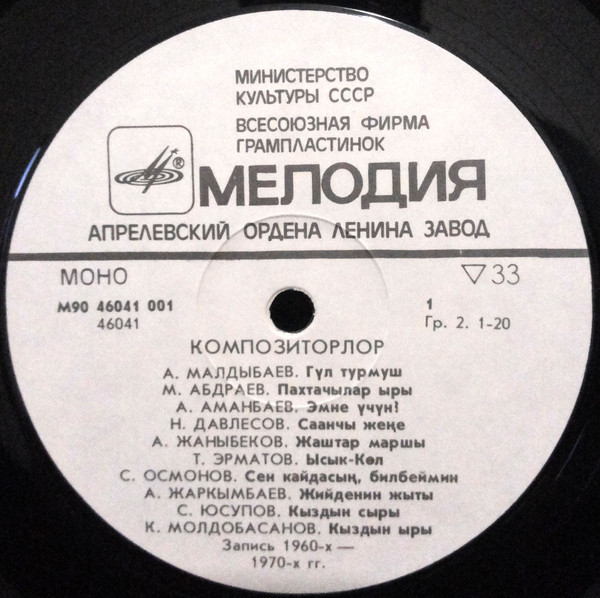 МИНИСТЕРСТВО
КУЛЬТУРЫ СССР
ВСЕСОЮЗНАЯ ФИРМА
ГРАМПЛАСТИНОК
®
МЕЛОДИЯ
АПРЕЛЕВСКИЙ ОРДЕНА ЛЕНИНА ЗАВОД
МОНО ▽33
М90 46041 001 1
46041 Гр. 2. 1-20
КОМПОЗИТОРЛОР
А. МАЛДЫБАЕВ. Гүл турмуш
М. АБДРАЕВ. Пахтачылар ыры
А. АМАНБАЕВ. Эмне үчүн!
Н. ДАВЛЕСОВ. Саанчы жеңе
А. ЖАНЫБЕКОВ. Жаштар маршы
Т. ЭРМАТОВ. Ысык-Көл
С. ОСМОНОВ. Сен кайдасың, билбеймин
А. ЖАРКЫМБАЕВ. Жийденин жыты
С. ЮСУПОВ. Кыздын сыры
К. МОЛДОБАСАНОВ. Кыздын ыры
Запись 1960-х —
1970-х гг.